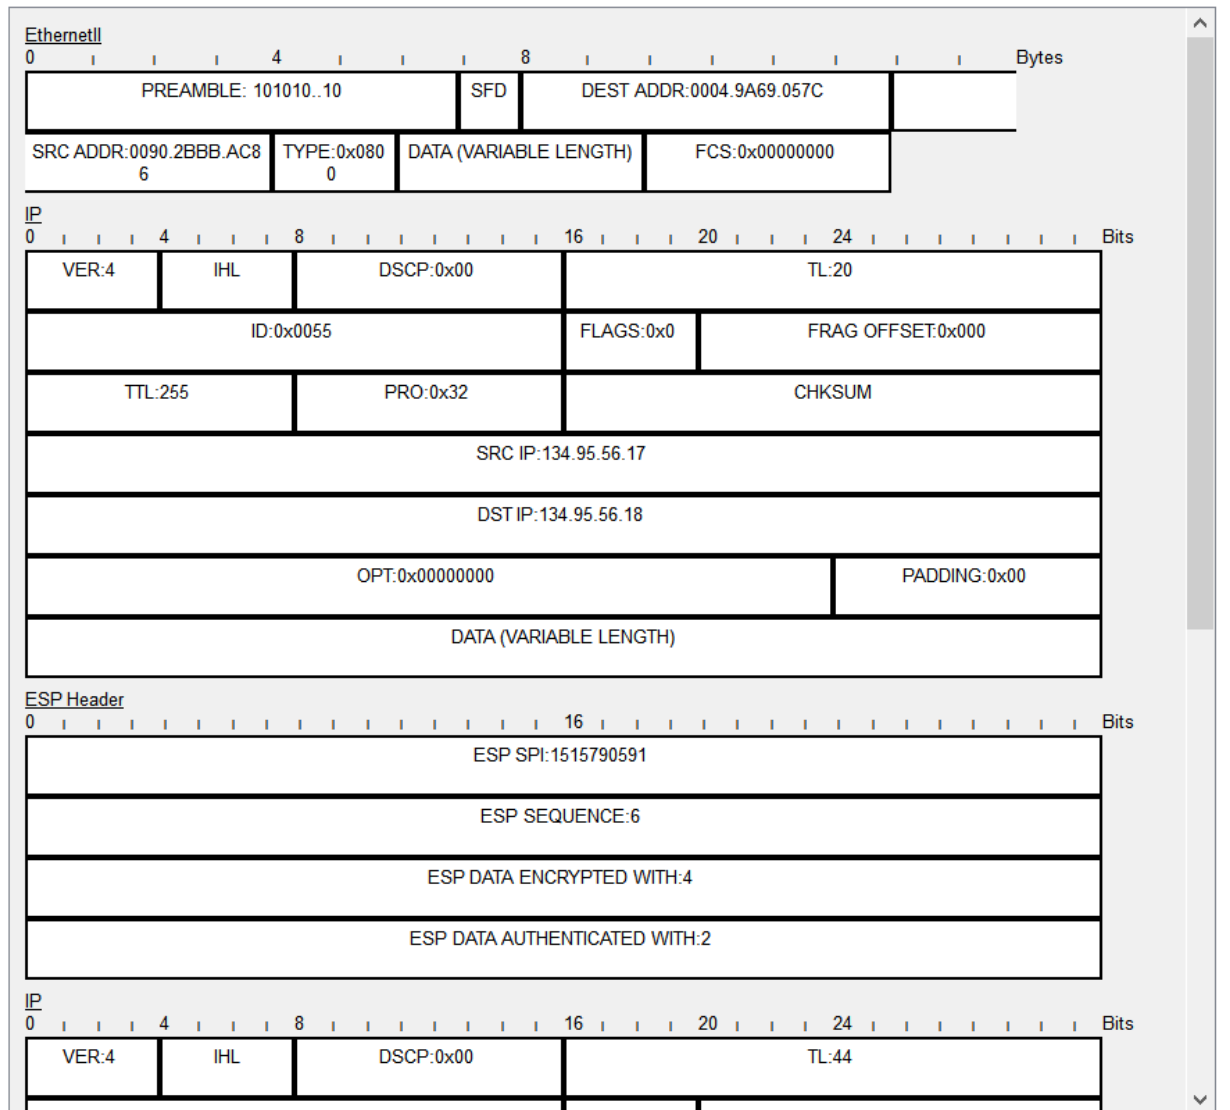 EthernetII
0 4 8 Bytes
PREAMBLE: 101010..10 SFD DEST ADDR:0004.9A69.057C
SRC ADDR:0090.2BBB.AC8 TYPE:0x080 DATA (VARIABLE LENGTH) FCS:0x00000000
6 0
IP
0 4 8 16 20 24 Bits
VER:4 IHL DSCP:0x00 TL:20
ID:0x0055 FLAGS:0x0 FRAG OFFSET:0x000
TTL:255 PRO:0x32 CHKSUM
SRC IP:134.95.56.17
DST IP:134.95.56.18
OPT:0x00000000 PADDING:0x00
DATA (VARIABLE LENGTH)
ESP Header
0 16 Bits
ESP SPI:1515790591
ESP SEQUENCE:6
ESP DATA ENCRYPTED WITH:4
ESP DATA AUTHENTICATED WITH:2
IP
0 4 8 16 20 24 Bits
VER:4 IHL DSCP:0x00 TL:44